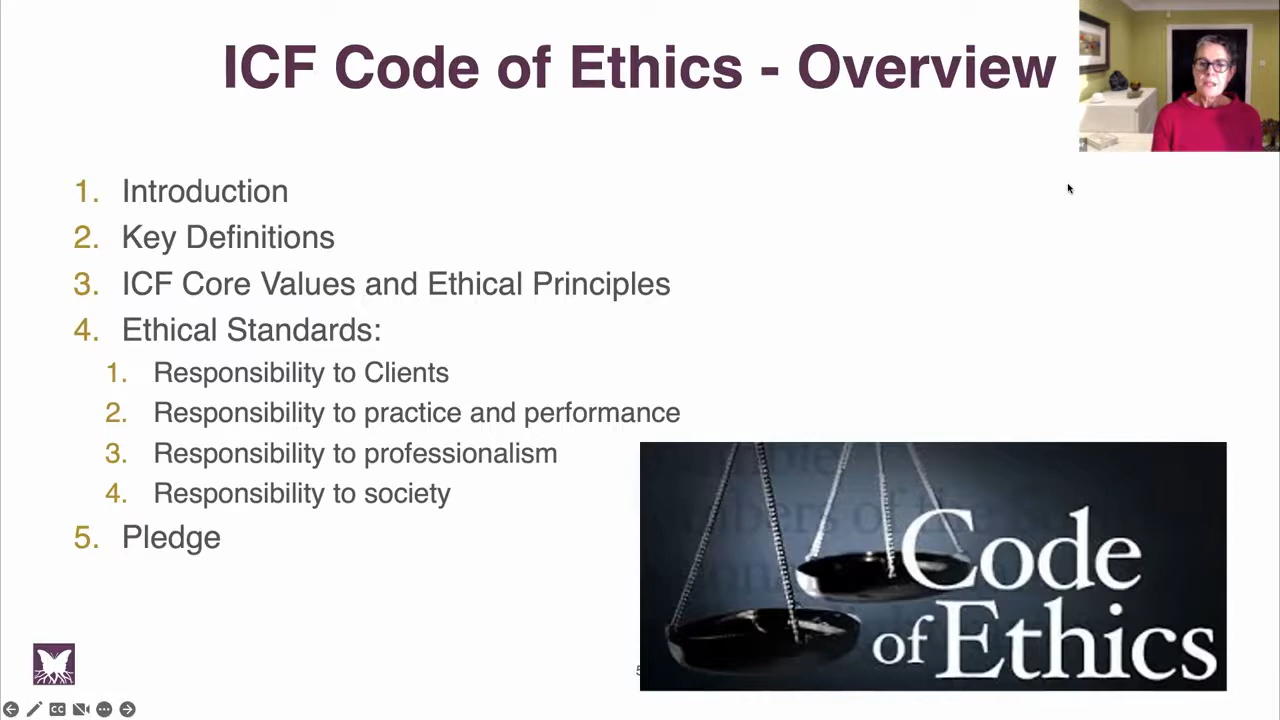 ICF Code of Ethics - Overview
1. Introduction
2. Key Definitions
3. ICF Core Values and Ethical Principles
4. Ethical Standards:
1. Responsibility to Clients
2. Responsibility to practice and performance
3. Responsibility to professionalism
4. Responsibility to society
5. Pledge
Code
of Ethics
CC